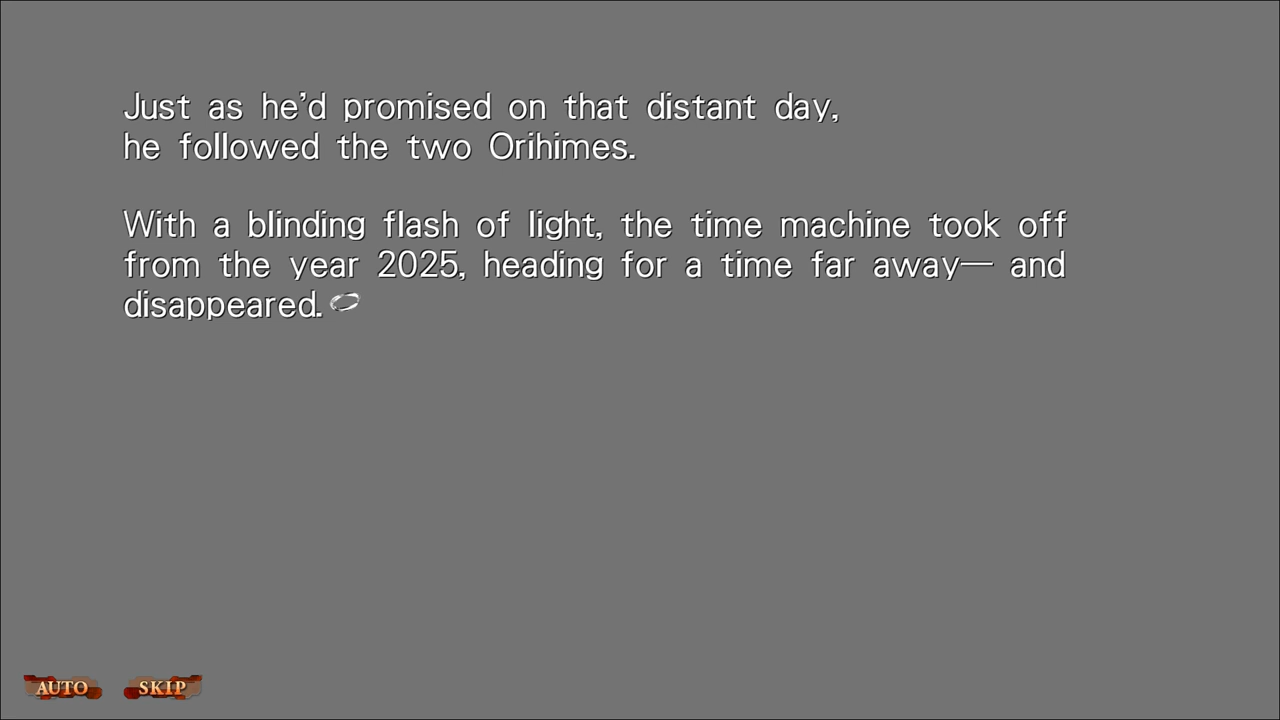 Just as he’d promised on that distant day,
he followed the two Orihimes.
With a blinding flash of light, the time machine took off
from the year 2025, heading for a time far away— and
disappeared.
AUTO SKIP